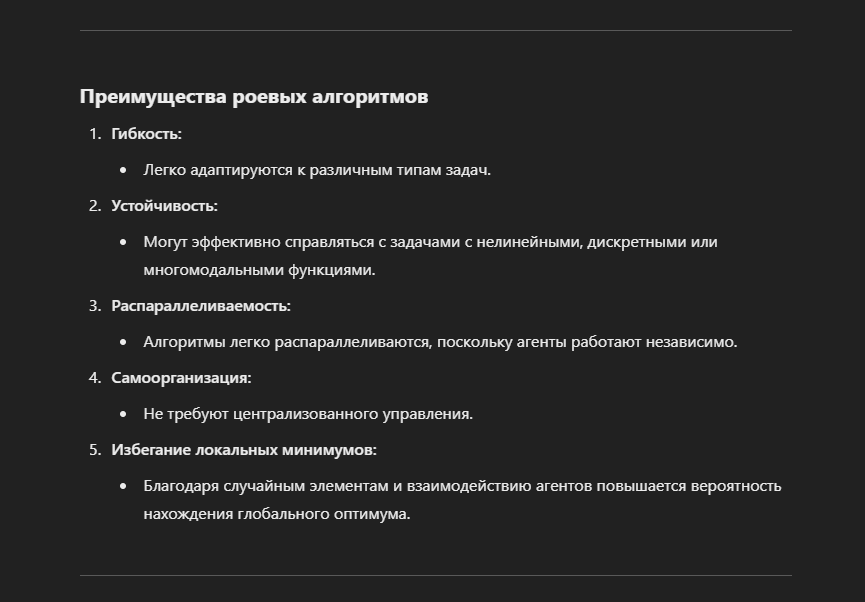 Преимущества роевых алгоритмов
1. Гибкость:
• Легко адаптируются к различным типам задач.
2. Устойчивость:
• Могут эффективно справляться с задачами с нелинейными, дискретными или
многомодальными функциями.
3. Распараллеливаемость:
• Алгоритмы легко распараллеливаются, поскольку агенты работают независимо.
4. Самоорганизация:
• Не требуют централизованного управления.
5. Избегание локальных минимумов:
• Благодаря случайным элементам и взаимодействию агентов повышается вероятность
нахождения глобального оптимума.